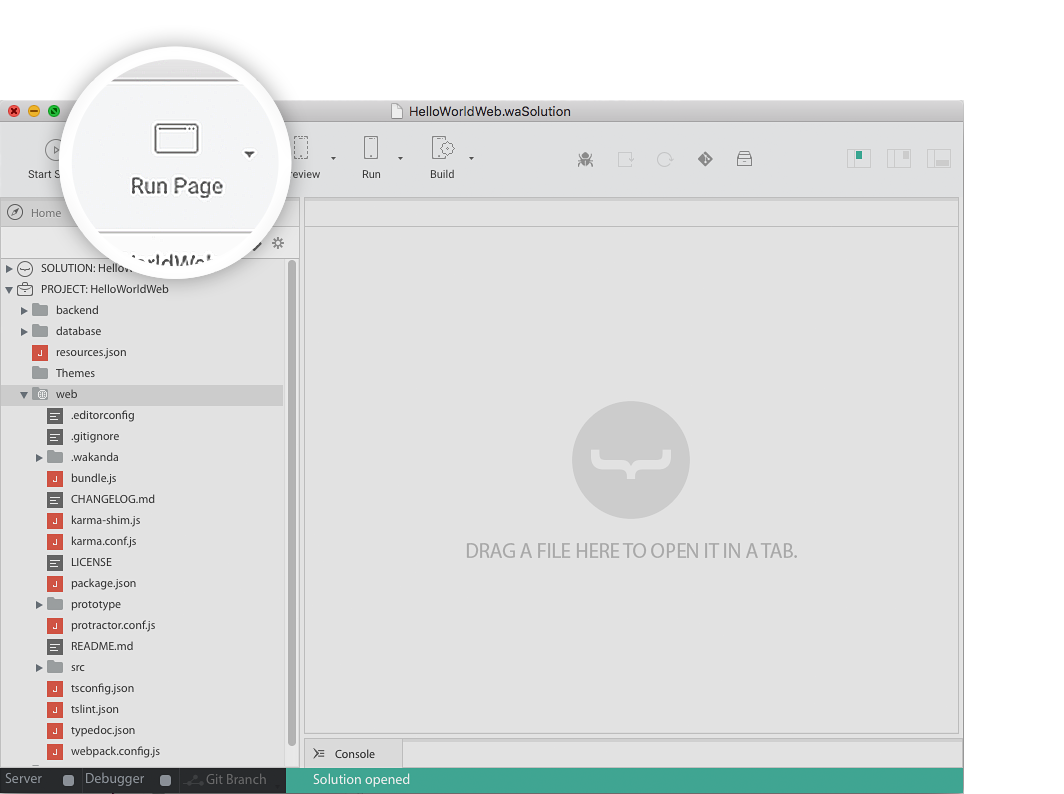 HelloWorldWeb.waSolution
Run Page
Start S
review
Run
Build
Home
SOLUTION: Hello
PROJECT: HelloWorldWeb
backend
database
resources.json
Themes
web
.editorconfig
.gitignore
.wakanda
bundle.js
CHANGELOG.md
karma-shim.js
karma.conf.js
LICENSE
package.json
prototype
protractor.conf.js
README.md
src
tsconfig.json
tslint.json
typedoc.json
webpack.config.js
DRAG A FILE HERE TO OPEN IT IN A TAB.
Console
Server
Debugger
Git Branch
Solution opened